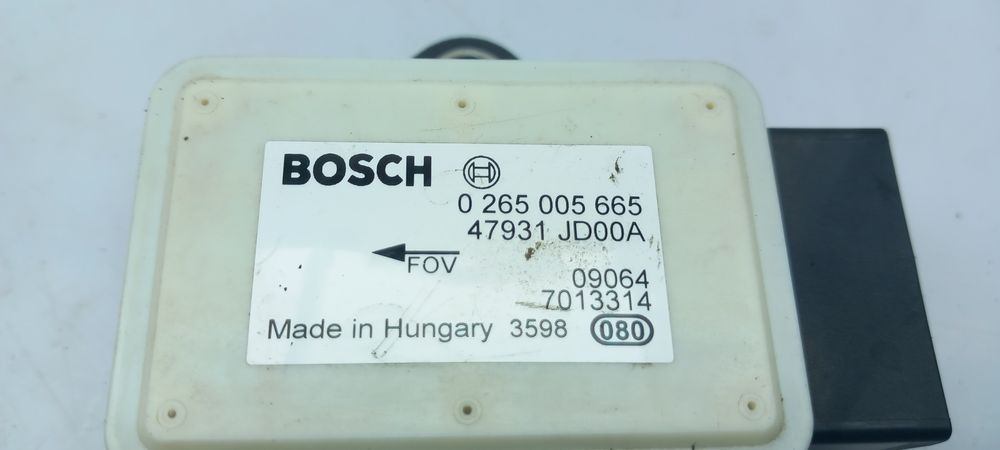 BOSCH
0 265 005 665
47931 JD00A
FOV
09064
7013314
Made in Hungary 3598 080